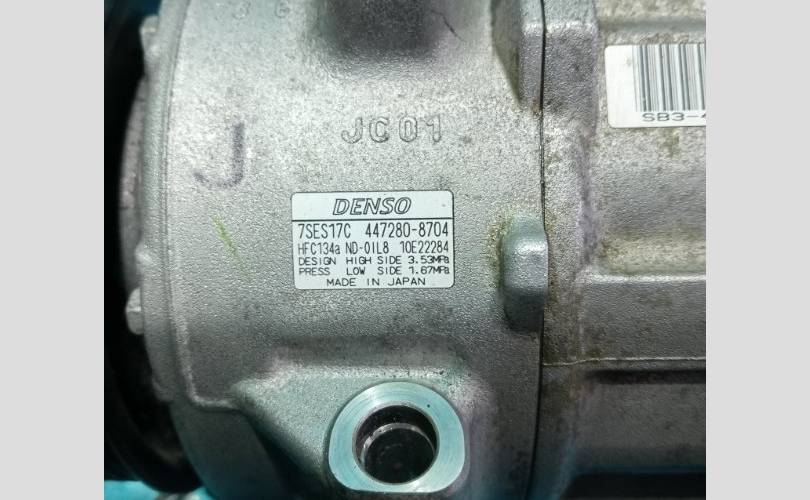 JC01
J
SB3-
DENSO
7SES17C 447280-8704
HFC134a ND-OIL8 10E22284
DESIGN HIGH SIDE 3.53MPa
PRESS LOW SIDE 1.67MPa
MADE IN JAPAN